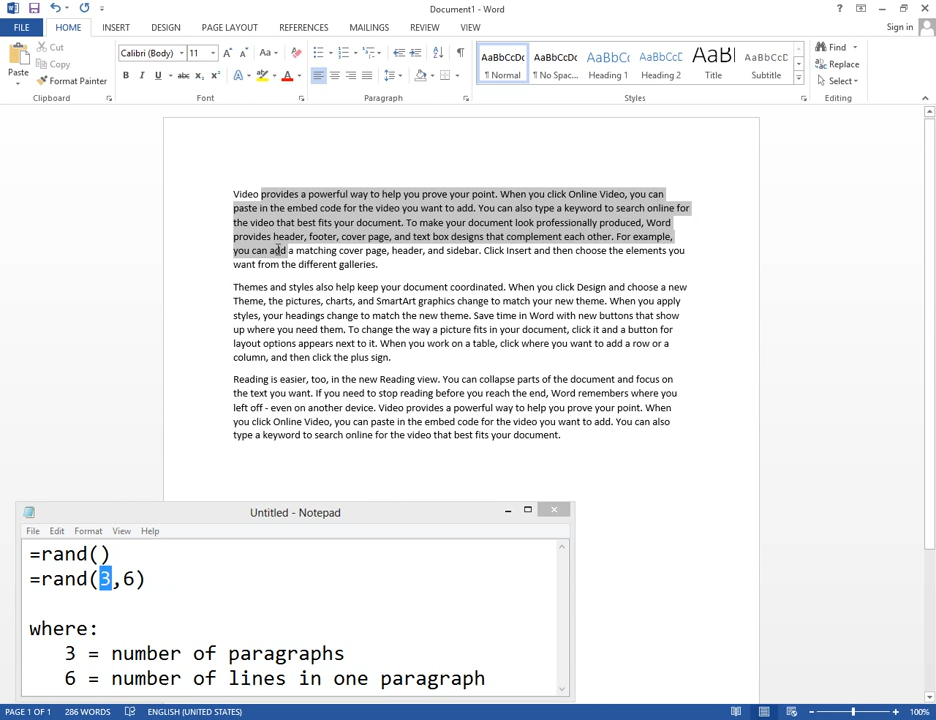 Document1 - Word
?
FILE HOME INSERT DESIGN PAGE LAYOUT REFERENCES MAILINGS REVIEW VIEW Sign in
Paste
Cut
Copy
Format Painter
Clipboard
Calibri (Body) 11
Aa
B I U abc x₂ x²
Font
Paragraph
AaBbCcDc AaBbCcDc AaBbCc AaBbCcD AaBl AaBbCcD
¶ Normal ¶ No Spac... Heading 1 Heading 2 Title Subtitle
Styles
Find
Replace
Select
Editing
Video provides a powerful way to help you prove your point. When you click Online Video, you can
paste in the embed code for the video you want to add. You can also type a keyword to search online for
the video that best fits your document. To make your document look professionally produced, Word
provides header, footer, cover page, and text box designs that complement each other. For example,
you can add a matching cover page, header, and sidebar. Click Insert and then choose the elements you
want from the different galleries.
Themes and styles also help keep your document coordinated. When you click Design and choose a new
Theme, the pictures, charts, and SmartArt graphics change to match your new theme. When you apply
styles, your headings change to match the new theme. Save time in Word with new buttons that show
up where you need them. To change the way a picture fits in your document, click it and a button for
layout options appears next to it. When you work on a table, click where you want to add a row or a
column, and then click the plus sign.
Reading is easier, too, in the new Reading view. You can collapse parts of the document and focus on
the text you want. If you need to stop reading before you reach the end, Word remembers where you
left off - even on another device. Video provides a powerful way to help you prove your point. When
you click Online Video, you can paste in the embed code for the video you want to add. You can also
type a keyword to search online for the video that best fits your document.
Untitled - Notepad
File Edit Format View Help
=rand()
=rand(3,6)
where:
3 = number of paragraphs
6 = number of lines in one paragraph
PAGE 1 OF 1 286 WORDS ENGLISH (UNITED STATES) 100%